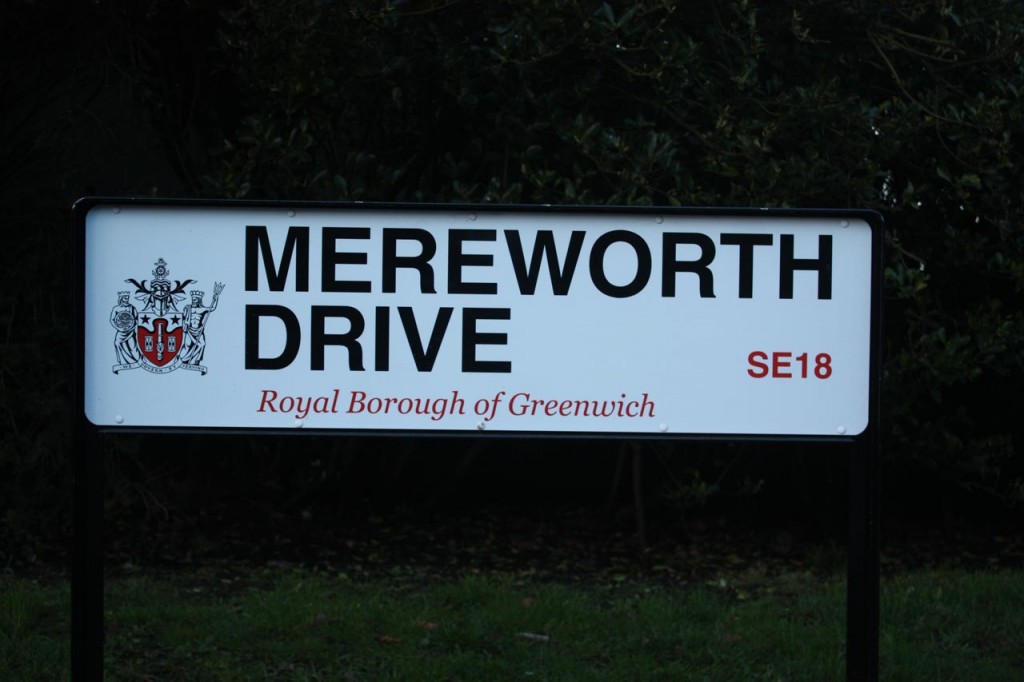 MEREWORTH
DRIVE
SE18
Royal Borough of Greenwich